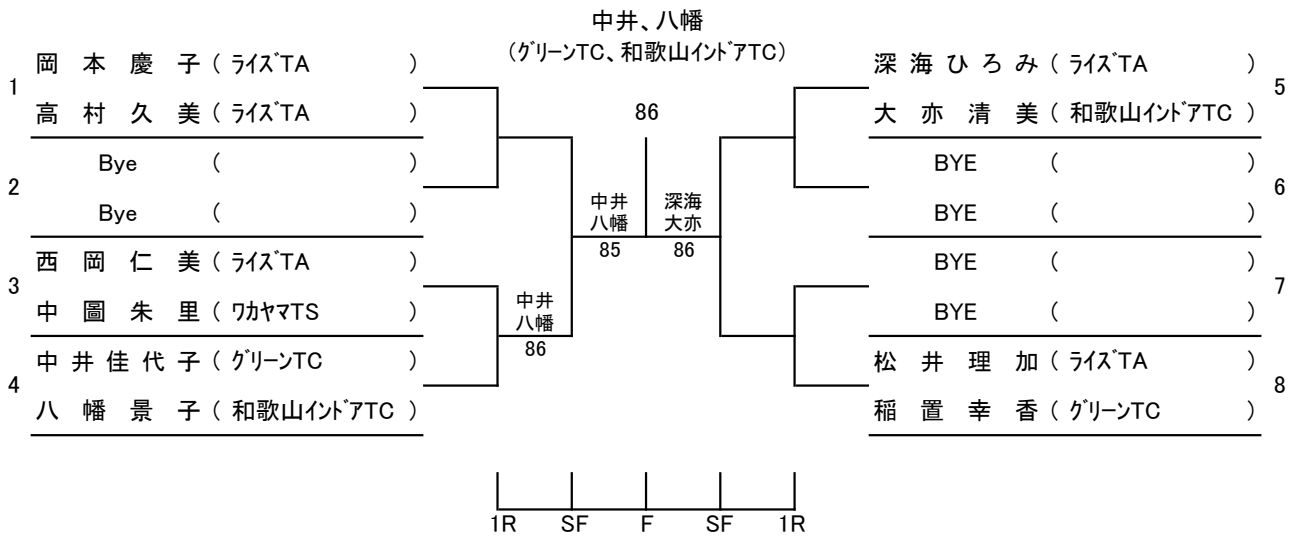 中井、八幡
(グリーンTC、和歌山インドアTC)
86
1
岡本慶子 ( ライズTA )
高村久美 ( ライズTA )
2
Bye ( )
Bye ( )
3
西岡仁美 ( ライズTA )
中圖朱里 ( ワカヤマTS )
4
中井佳代子 ( グリーンTC )
八幡景子 ( 和歌山インドアTC )
中井
八幡
86
中井
八幡
85
深海
大亦
86
深海ひろみ ( ライズTA )
大亦清美 ( 和歌山インドアTC )
5
BYE ( )
BYE ( )
6
BYE ( )
BYE ( )
7
松井理加 ( ライズTA )
稲置幸香 ( グリーンTC )
8
1R SF F SF 1R